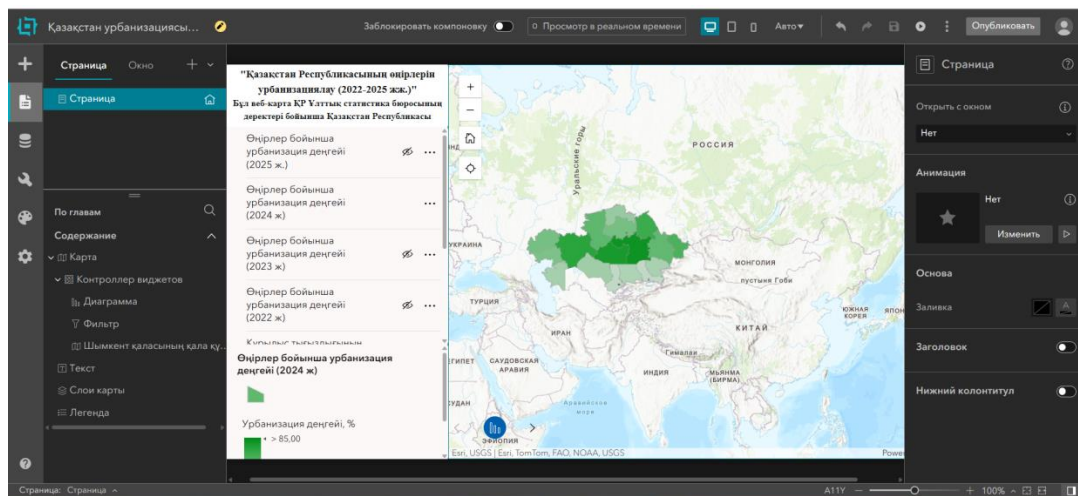 Қазақстан урбанизациясы...
Заблокировать компоновку
Просмотр в реальном времени
Авто
Опубликовать
Страница
Окно
Страница
По главам
Содержание
Карта
Контроллер виджетов
Диаграмма
Фильтр
Шымкент қаласының қала құ...
Текст
Слои карты
Легенда
"Қазақстан Республикасының өңірлерін
урбанизациялау (2022-2025 жж.)"
Бұл веб-карта ҚР Ұлттық статистика бюросының
деректері бойынша Қазақстан Республикасы
Өңірлер бойынша
урбанизация деңгейі
(2025 ж.)
Өңірлер бойынша
урбанизация деңгейі
(2024 ж)
Өңірлер бойынша
урбанизация деңгейі
(2023 ж)
Өңірлер бойынша
урбанизация деңгейі
(2022 ж)
Өңірлер бойынша урбанизация
деңгейі (2024 ж)
Урбанизация деңгейі, %
> 85,00
Уральские горы
РОССИЯ
УКРАИНА
МОНГОЛИЯ
пустыня Гоби
ТУРЦИЯ
ЮЖНАЯ
КОРЕЯ
ЯПОН
КИТАЙ
ИРАН
Гималаи
ЕГИПЕТ
САУДОВСКАЯ
АРАВИЯ
ИНДИЯ
МЬЯНМА
(БИРМА)
СУДАН
Аравийское
море
ЭФИОПИЯ
Esri, USGS | Esri, TomTom, FAO, NOAA, USGS
Power
Страница
Открыть с окном
Нет
Анимация
Нет
Изменить
Основа
Заливка
Заголовок
Нижний колонтитул
Страница: Страница
A11Y
100%